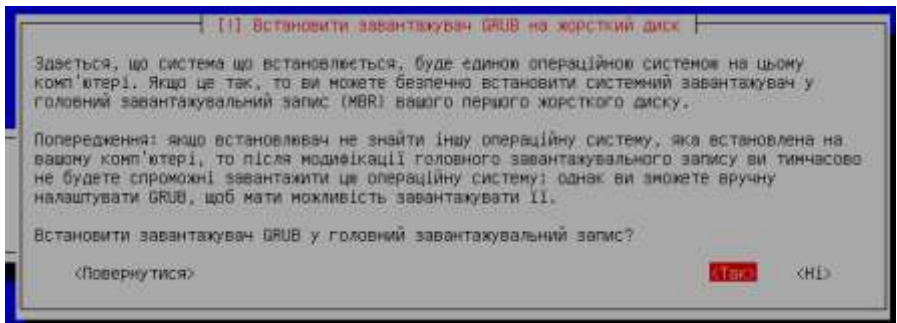 [!] Встановити завантажувач GRUB на жорсткий диск
Здається, що система що встановлюється, буде єдиною операційною системою на цьому
комп'ютері. Якщо це так, то ви можете безпечно встановити системний завантажувач у
головний завантажувальний запис (MBR) вашого першого жорсткого диску.
Попередження: якщо встановлювач не знайти іншу операційну систему, яка встановлена на
вашому комп'ютері, то після модифікації головного завантажувального запису ви тимчасово
не будете спроможні завантажити цю операційну систему; однак ви зможете вручну
налаштувати GRUB, щоб мати можливість завантажувати її.
Встановити завантажувач GRUB у головний завантажувальний запис?
<Повернутися> <Так> <Ні>